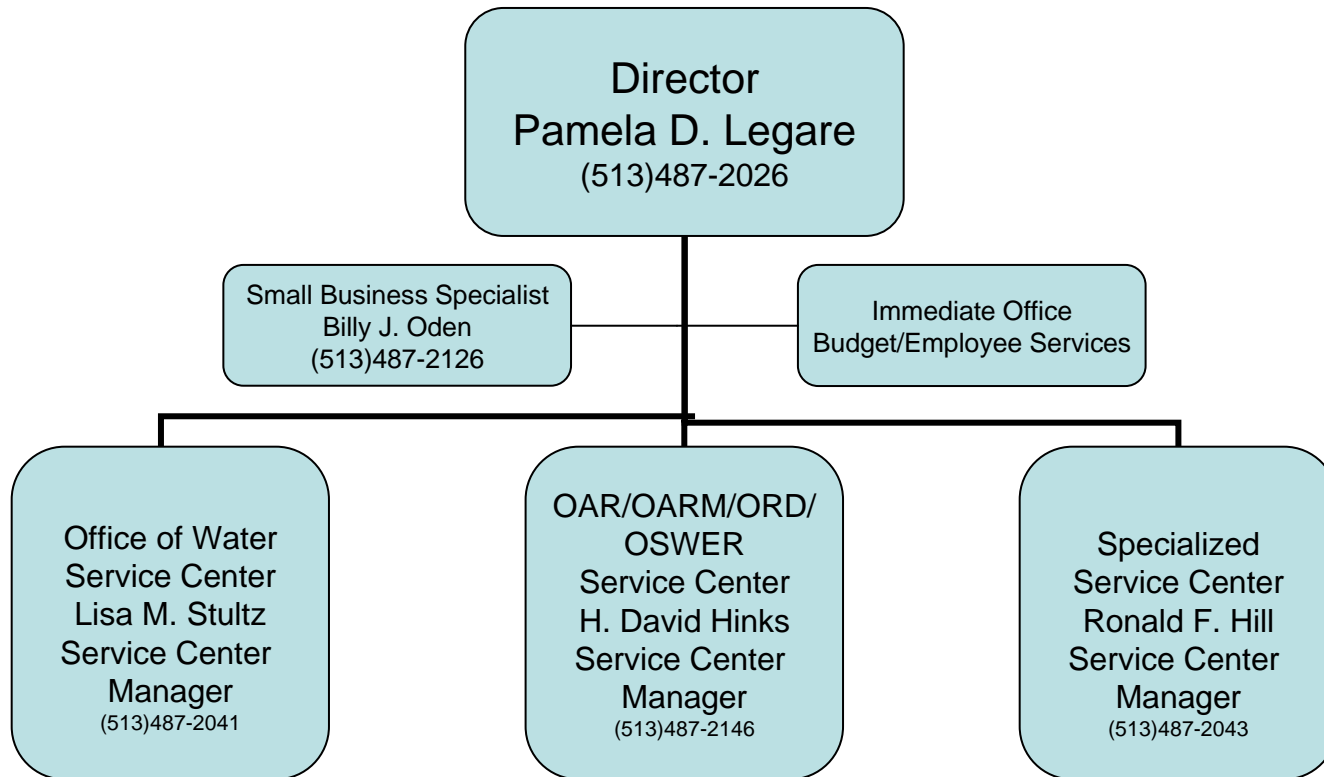 Director
Pamela D. Legare
(513)487-2026
Small Business Specialist
Billy J. Oden
(513)487-2126
Immediate Office
Budget/Employee Services
Office of Water
Service Center
Lisa M. Stultz
Service Center
Manager
(513)487-2041
OAR/OARM/ORD/
OSWER
Service Center
H. David Hinks
Service Center
Manager
(513)487-2146
Specialized
Service Center
Ronald F. Hill
Service Center
Manager
(513)487-2043